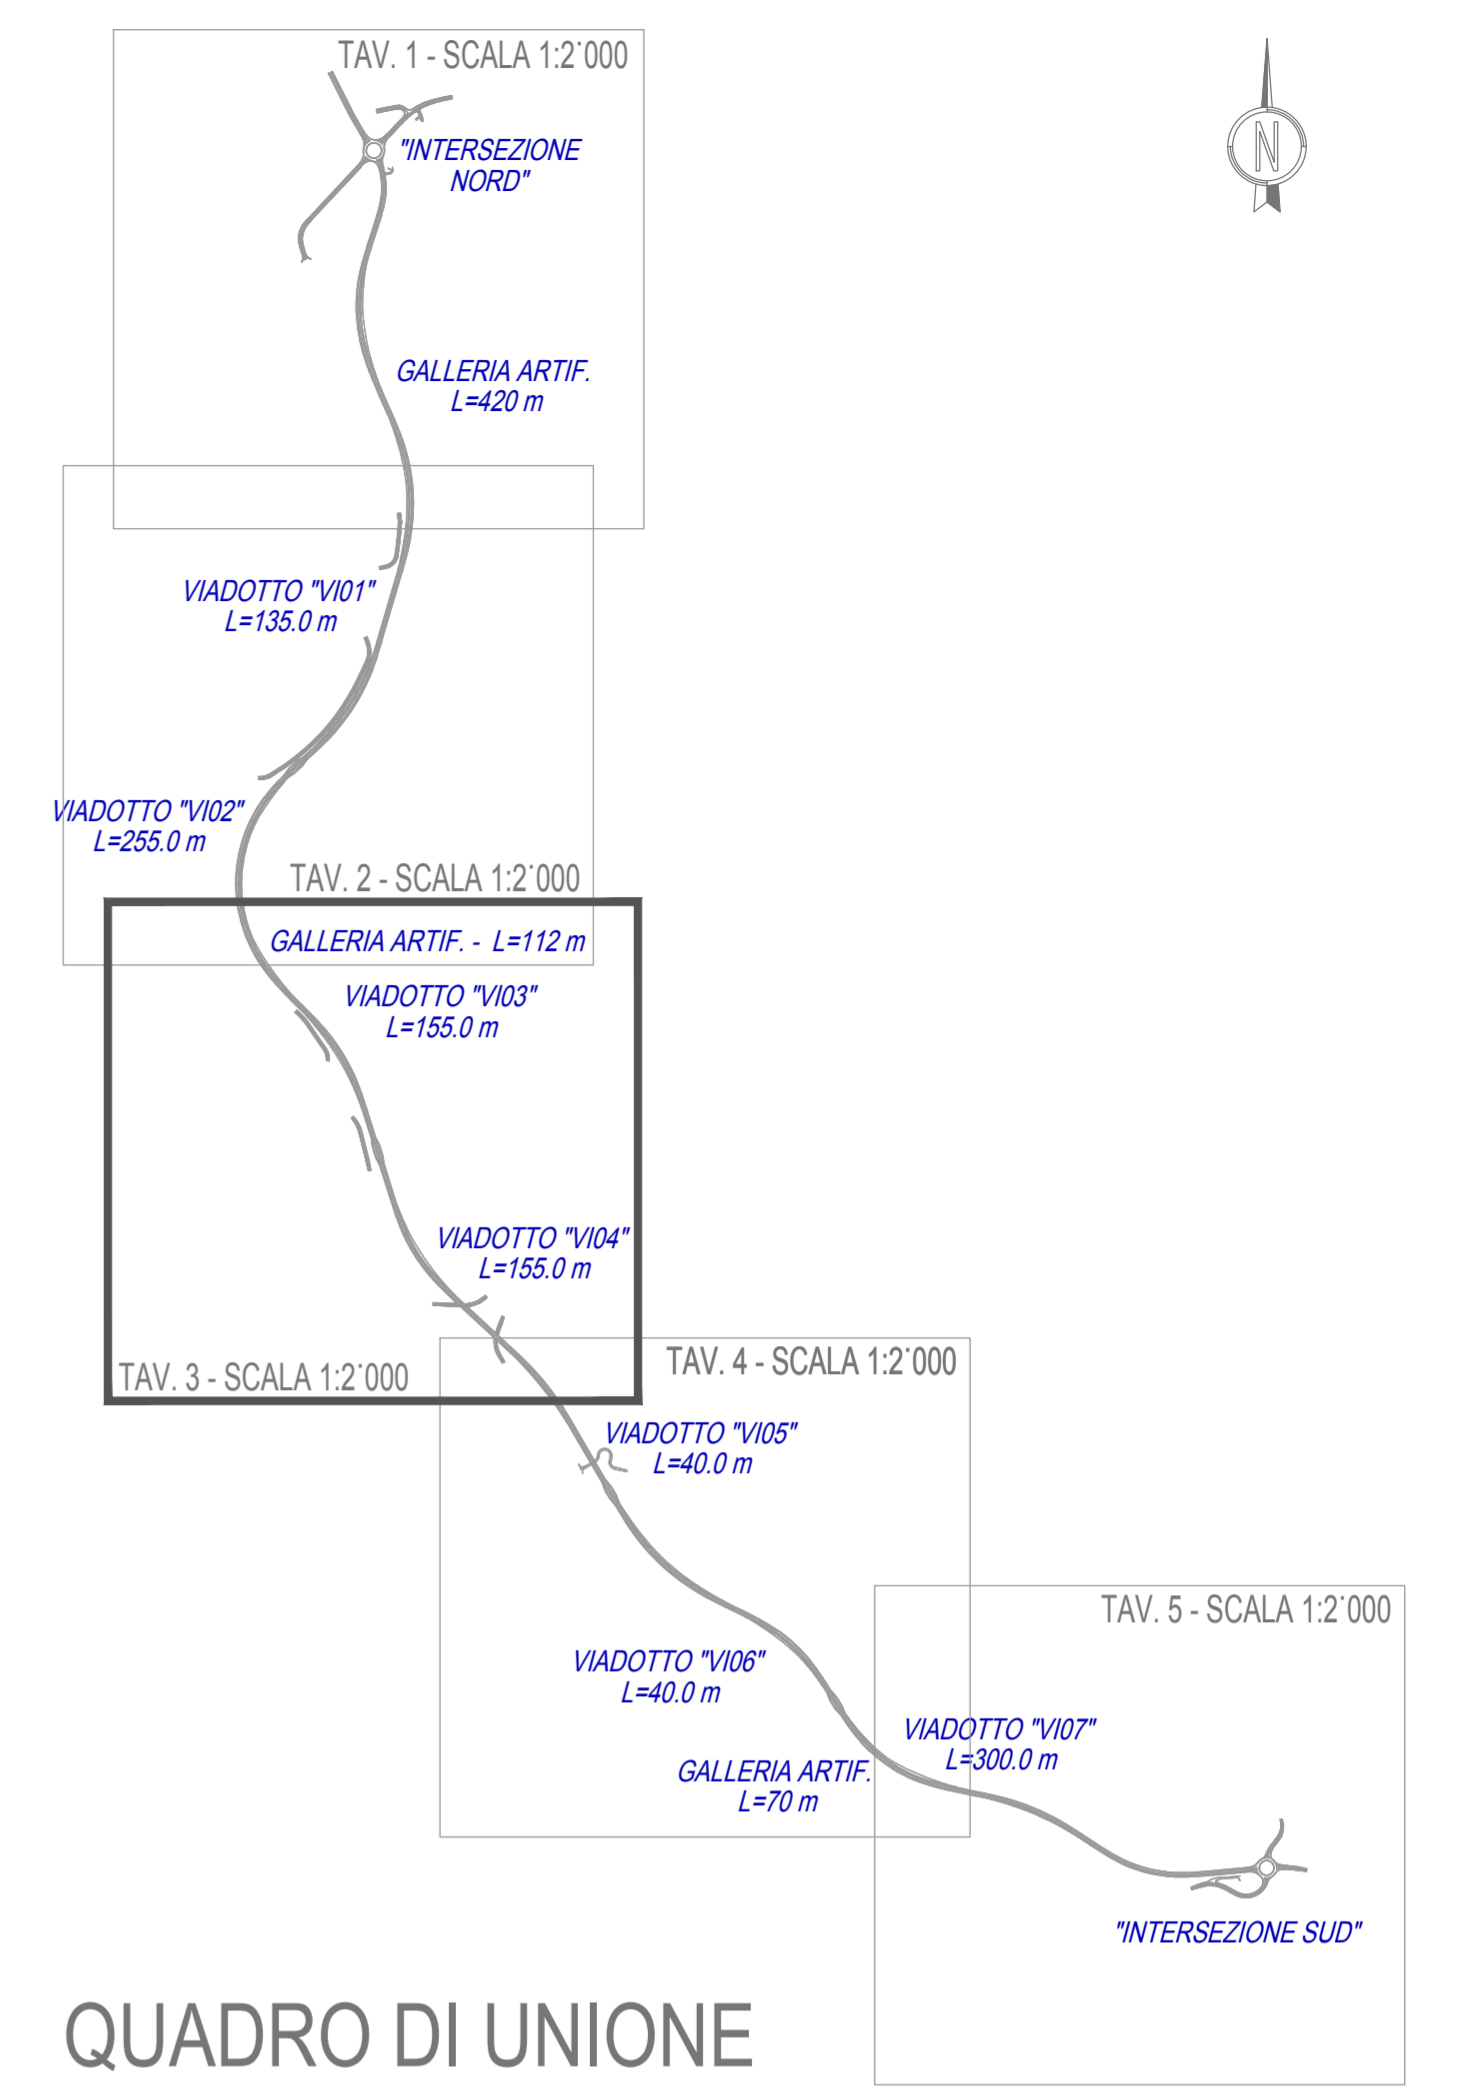 TAV. 1 - SCALA 1:2˙000
N
"INTERSEZIONE
NORD"
GALLERIA ARTIF.
L=420 m
VIADOTTO "VI01"
L=135.0 m
VIADOTTO "VI02"
L=255.0 m
TAV. 2 - SCALA 1:2˙000
GALLERIA ARTIF. - L=112 m
VIADOTTO "VI03"
L=155.0 m
VIADOTTO "VI04"
L=155.0 m
TAV. 3 - SCALA 1:2˙000
TAV. 4 - SCALA 1:2˙000
VIADOTTO "VI05"
L=40.0 m
TAV. 5 - SCALA 1:2˙000
VIADOTTO "VI06"
L=40.0 m
VIADOTTO "VI07"
L=300.0 m
GALLERIA ARTIF.
L=70 m
"INTERSEZIONE SUD"
QUADRO DI UNIONE